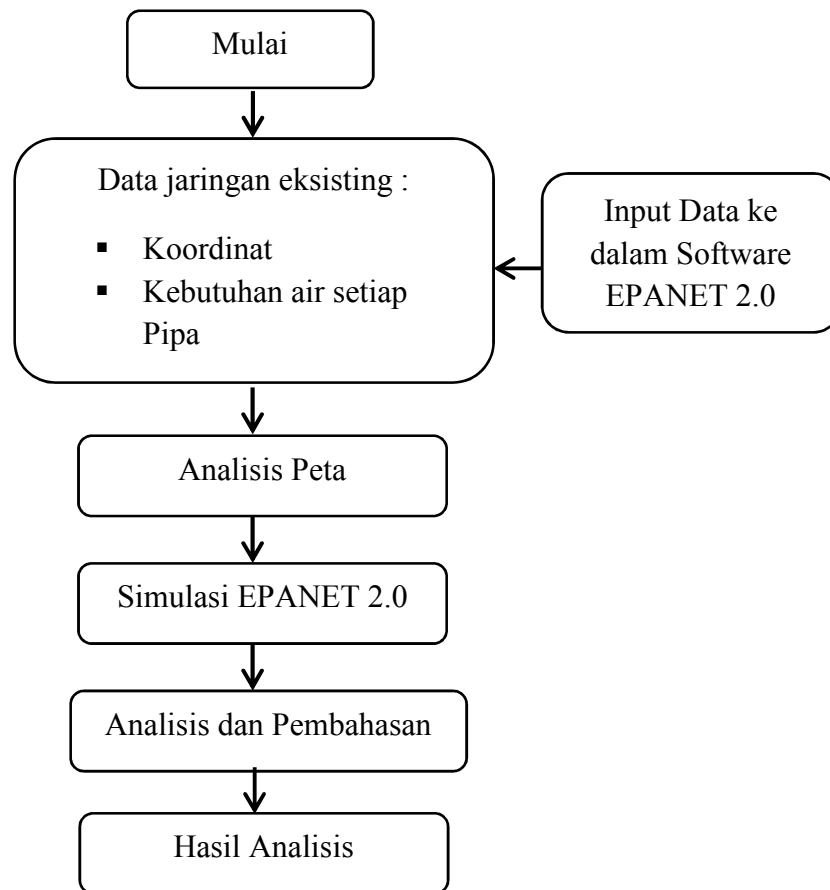 Mulai
Data jaringan eksisting :
▪ Koordinat
▪ Kebutuhan air setiap
Pipa
Input Data ke
dalam Software
EPANET 2.0
Analisis Peta
Simulasi EPANET 2.0
Analisis dan Pembahasan
Hasil Analisis